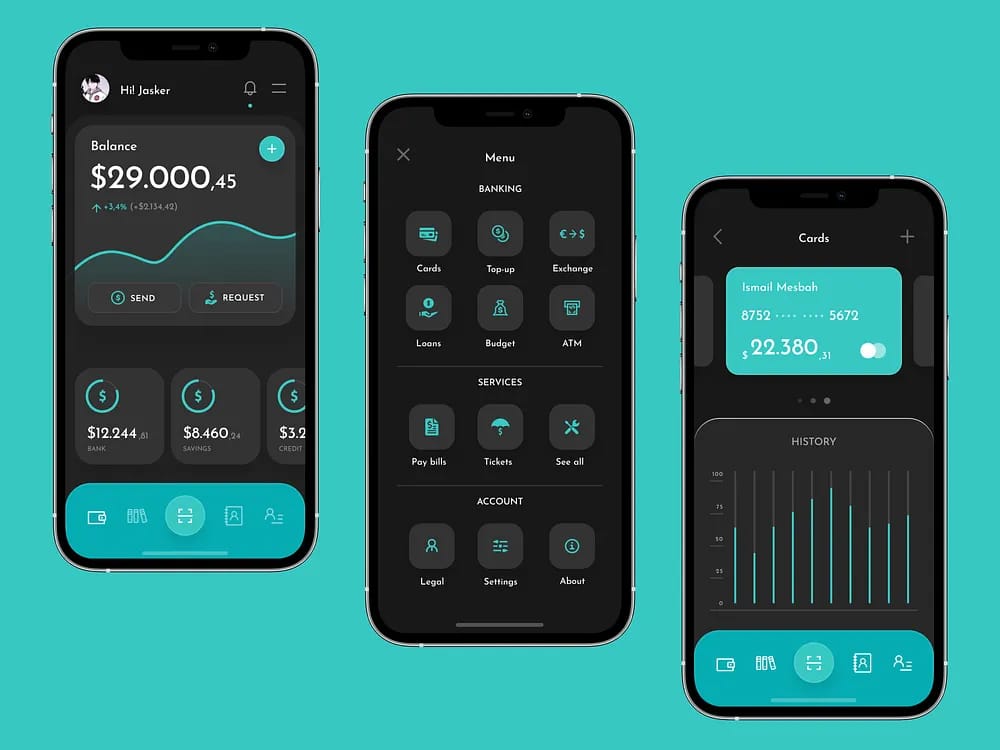 Hi! Jasker
Balance
$29.000,45
+3,4% (+$2.134,42)
SEND
REQUEST
$12.244,81
BANK
$8.460,24
SAVINGS
$3.2
CREDIT
Menu
BANKING
Cards
Top-up
Exchange
Loans
Budget
ATM
SERVICES
Pay bills
Tickets
See all
ACCOUNT
Legal
Settings
About
Cards
Ismail Mesbah
8752 •••• •••• 5672
$ 22.380,31
HISTORY
100
75
50
25
0